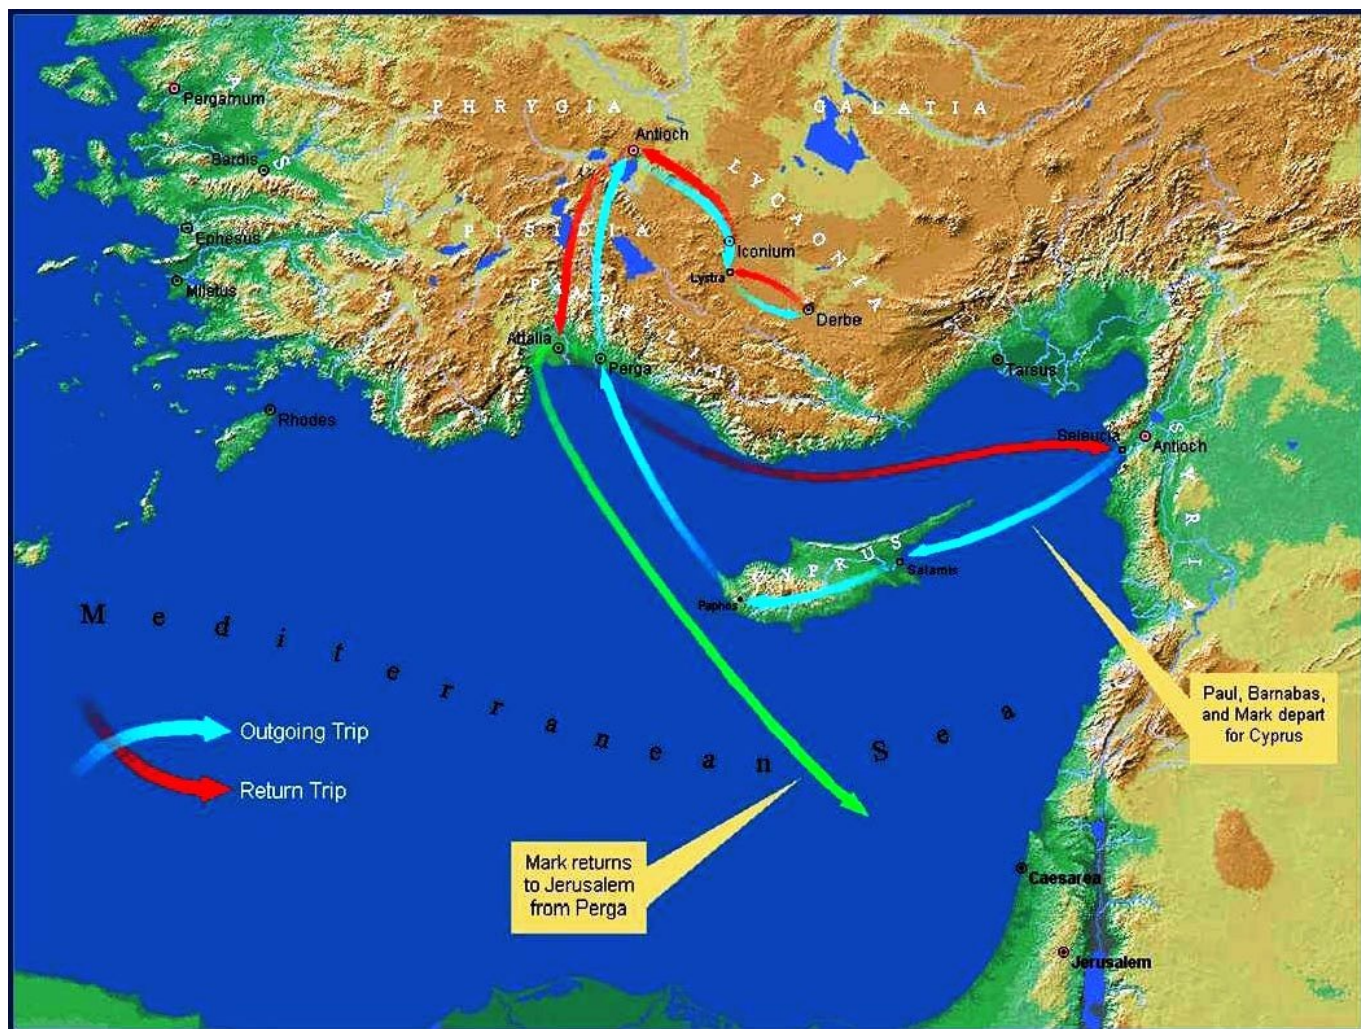 Pergamum
A S I A
PHRYGIA
GALATIA
Antioch
Bardis
LYCAONIA
Ephesus
PISIDIA
Iconium
Lystra
Miletus
PAMPHYLIA
Derbe
Attalia
Perga
Tarsus
Rhodes
Seleucia
Antioch
SYRIA
CYPRUS
Salamis
Paphos
Mediterranean Sea
Paul, Barnabas,
and Mark depart
for Cyprus
Outgoing Trip
Return Trip
Mark returns
to Jerusalem
from Perga
Caesarea
Jerusalem